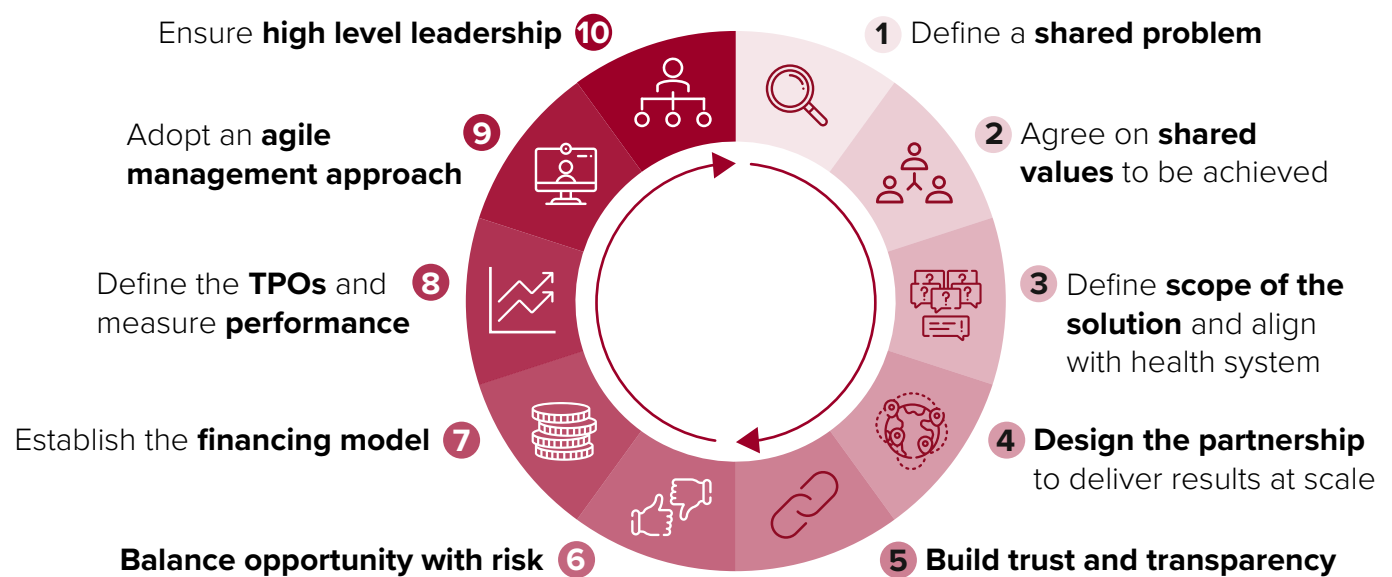 1 Define a shared problem
2 Agree on shared
values to be achieved
3 Define scope of the
solution and align
with health system
4 Design the partnership
to deliver results at scale
5 Build trust and transparency
Balance opportunity with risk 6
Establish the financing model 7
Define the TPOs and 8
measure performance
Adopt an agile 9
management approach
Ensure high level leadership 10
? ? ?
? ?
!